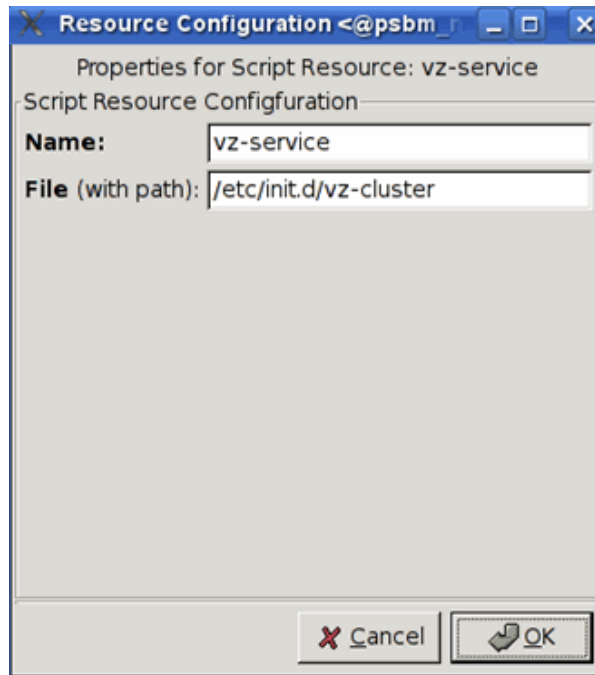 Resource Configuration <@psbm_
Properties for Script Resource: vz-service
Script Resource Configfuration
Name: vz-service
File (with path): /etc/init.d/vz-cluster
Cancel OK